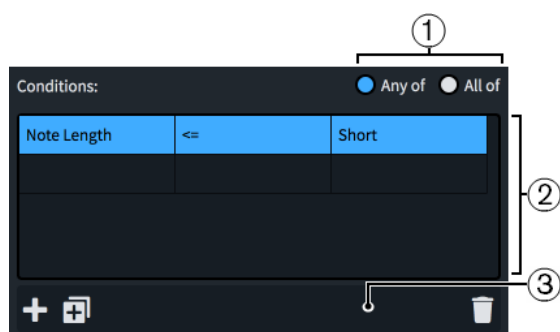 1
Conditions: Any of All of
Note Length <= Short
2
3